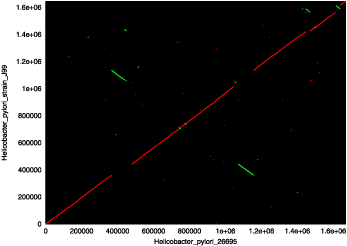 1.6e+06
1.4e+06
1.2e+06
1e+06
800000
600000
400000
200000
0
Helicobacter_pylori_strain_J99
0 200000 400000 600000 800000 1e+06 1.2e+06 1.4e+06 1.6e+06
Helicobacter_pylori_26695